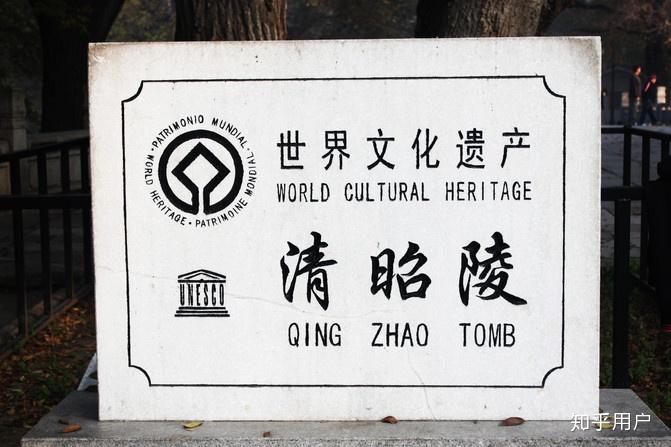 PATRIMONIO MUNDIAL • WORLD HERITAGE • PATRIMOINE MONDIAL •
世界文化遗产
WORLD CULTURAL HERITAGE
UNESCO
清昭陵
QING ZHAO TOMB
知乎用户